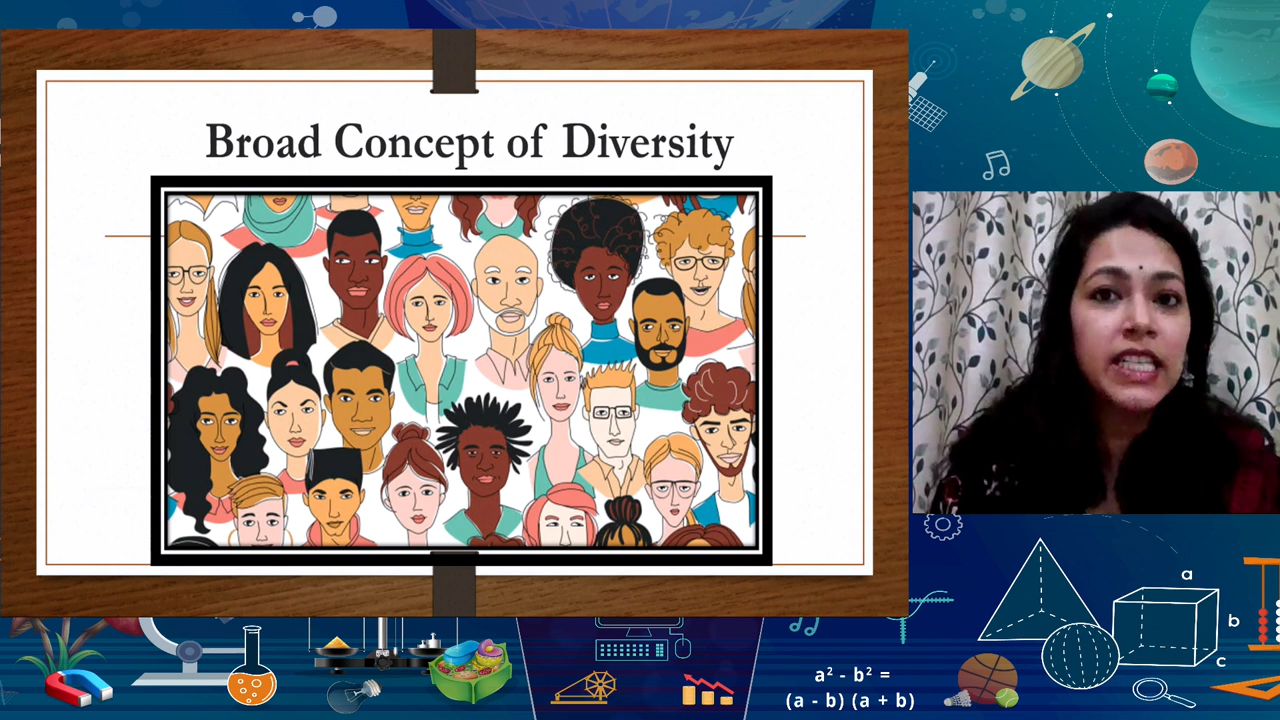 Broad Concept of Diversity
a
b
c
a² - b² =
(a - b) (a + b)